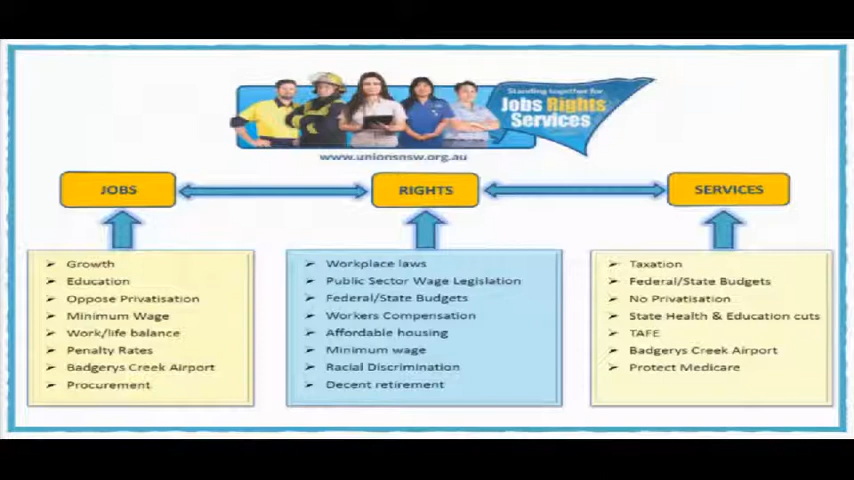 Standing together for
Jobs Rights
Services
www.unionsnsw.org.au
JOBS
RIGHTS
SERVICES
Growth
Education
Oppose Privatisation
Minimum Wage
Work/life balance
Penalty Rates
Badgerys Creek Airport
Procurement
Workplace laws
Public Sector Wage Legislation
Federal/State Budgets
Workers Compensation
Affordable housing
Minimum wage
Racial Discrimination
Decent retirement
Taxation
Federal/State Budgets
No Privatisation
State Health & Education cuts
TAFE
Badgerys Creek Airport
Protect Medicare